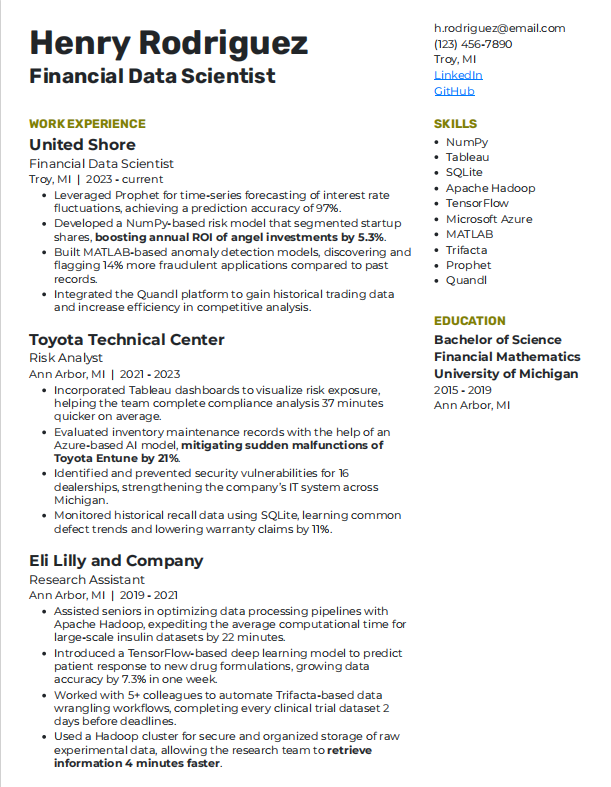 Henry Rodriguez
Financial Data Scientist
h.rodriguez@email.com
(123) 456-7890
Troy, MI
LinkedIn
GitHub
WORK EXPERIENCE
United Shore
Financial Data Scientist
Troy, MI | 2023 - current
• Leveraged Prophet for time-series forecasting of interest rate
fluctuations, achieving a prediction accuracy of 97%.
• Developed a NumPy-based risk model that segmented startup
shares, boosting annual ROI of angel investments by 5.3%.
• Built MATLAB-based anomaly detection models, discovering and
flagging 14% more fraudulent applications compared to past
records.
• Integrated the Quandl platform to gain historical trading data
and increase efficiency in competitive analysis.
Toyota Technical Center
Risk Analyst
Ann Arbor, MI | 2021 - 2023
• Incorporated Tableau dashboards to visualize risk exposure,
helping the team complete compliance analysis 37 minutes
quicker on average.
• Evaluated inventory maintenance records with the help of an
Azure-based AI model, mitigating sudden malfunctions of
Toyota Entune by 21%.
• Identified and prevented security vulnerabilities for 16
dealerships, strengthening the company's IT system across
Michigan.
• Monitored historical recall data using SQLite, learning common
defect trends and lowering warranty claims by 11%.
Eli Lilly and Company
Research Assistant
Ann Arbor, MI | 2019 - 2021
• Assisted seniors in optimizing data processing pipelines with
Apache Hadoop, expediting the average computational time for
large-scale insulin datasets by 22 minutes.
• Introduced a TensorFlow-based deep learning model to predict
patient response to new drug formulations, growing data
accuracy by 7.3% in one week.
• Worked with 5+ colleagues to automate Trifacta-based data
wrangling workflows, completing every clinical trial dataset 2
days before deadlines.
• Used a Hadoop cluster for secure and organized storage of raw
experimental data, allowing the research team to retrieve
information 4 minutes faster.
SKILLS
• NumPy
• Tableau
• SQLite
• Apache Hadoop
• TensorFlow
• Microsoft Azure
• MATLAB
• Trifacta
• Prophet
• Quandl
EDUCATION
Bachelor of Science
Financial Mathematics
University of Michigan
2015 - 2019
Ann Arbor, MI